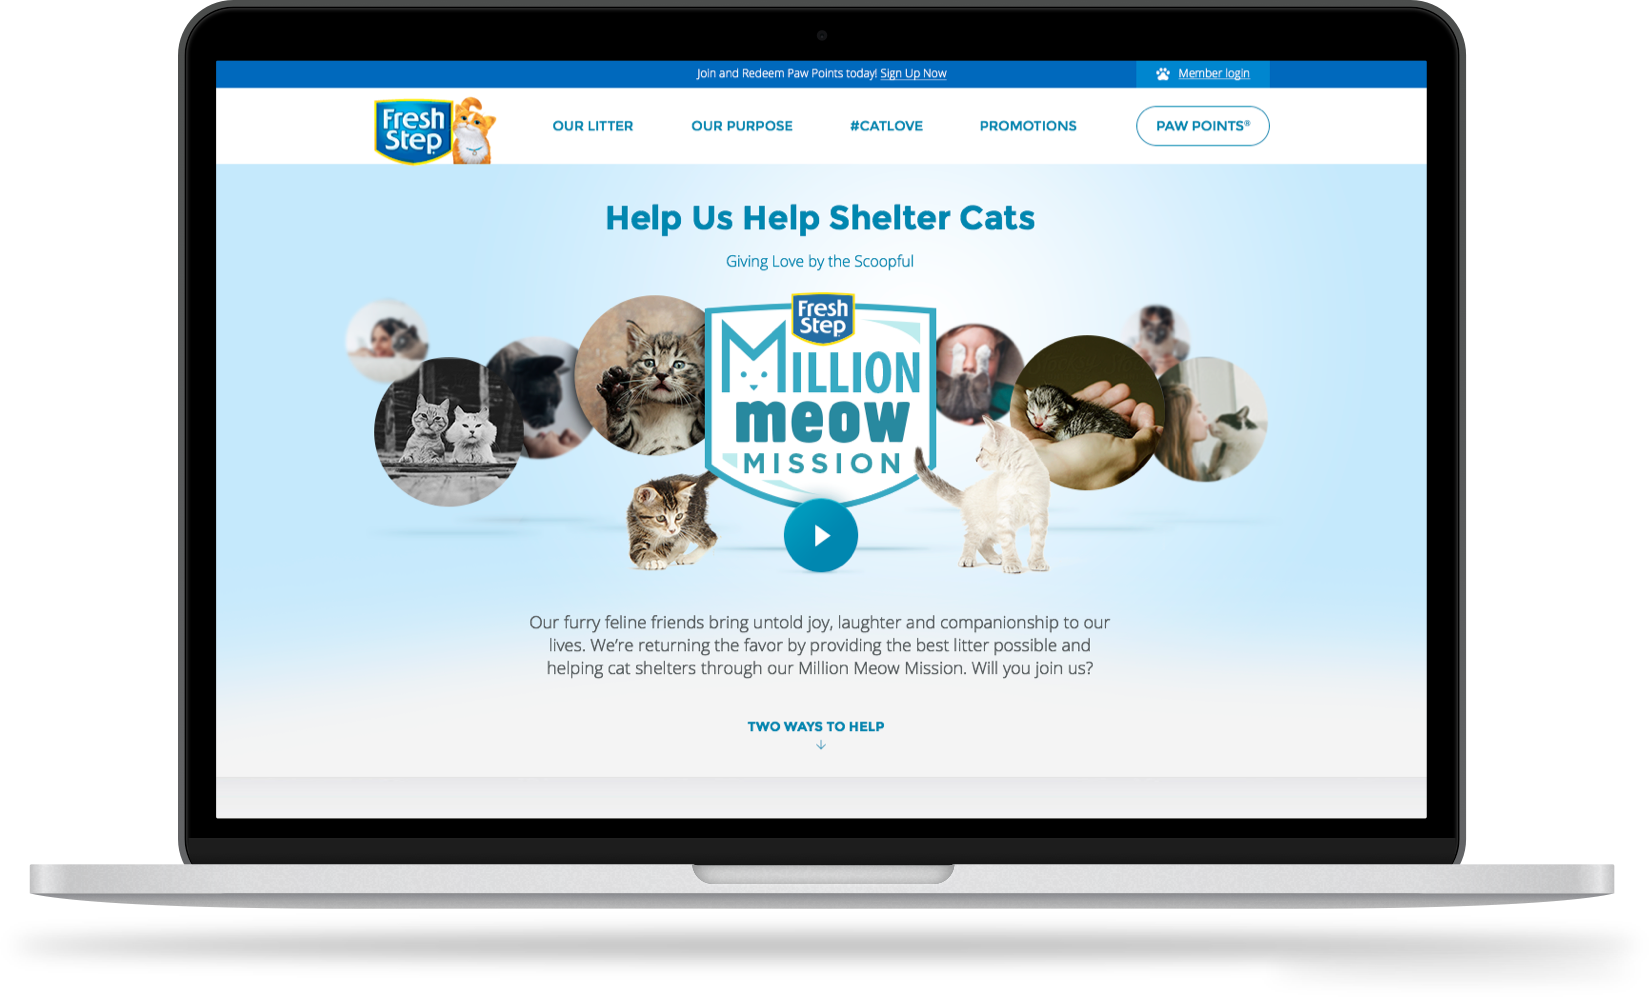 Join and Redeem Paw Points today! Sign Up Now
Member login
Fresh
Step
OUR LITTER
OUR PURPOSE
#CATLOVE
PROMOTIONS
PAW POINTS®
Help Us Help Shelter Cats
Giving Love by the Scoopful
Fresh
Step
MILLION
meow
MISSION
Our furry feline friends bring untold joy, laughter and companionship to our
lives. We're returning the favor by providing the best litter possible and
helping cat shelters through our Million Meow Mission. Will you join us?
TWO WAYS TO HELP